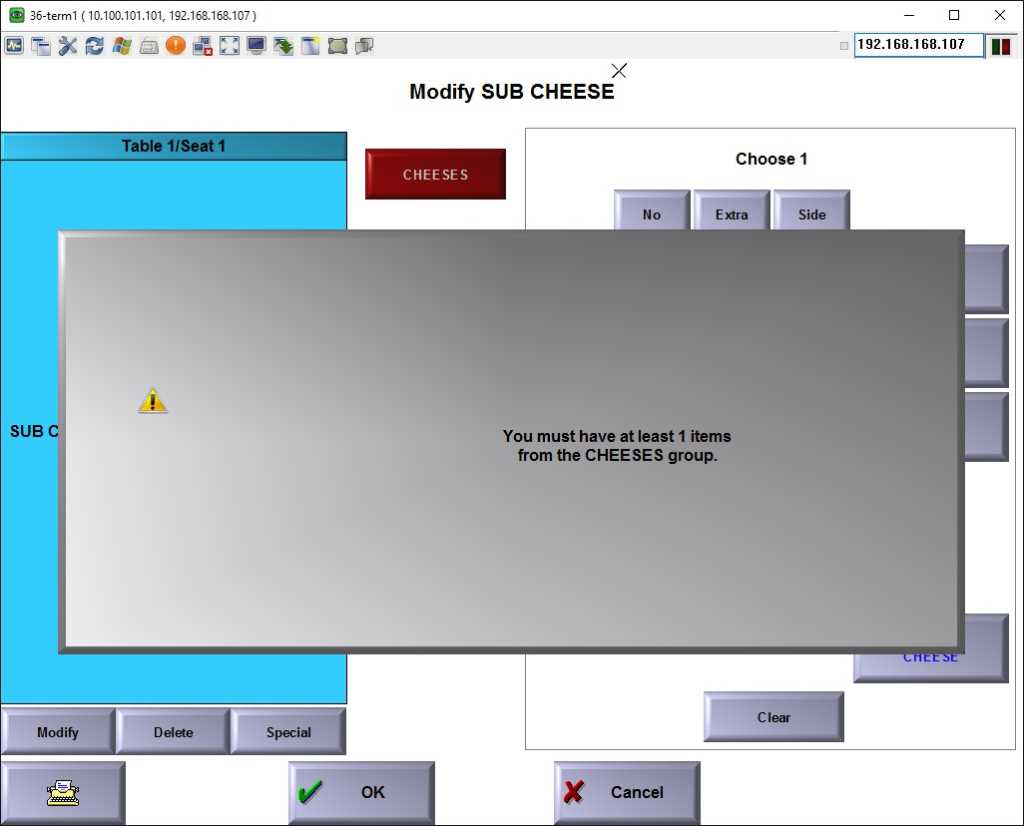 36-term1 ( 10.100.101.101, 192.168.168.107 )
192.168.168.107
Modify SUB CHEESE
Table 1/Seat 1
CHEESES
Choose 1
No
Extra
Side
SUB C
You must have at least 1 items
from the CHEESES group.
CHEESE
Clear
Modify
Delete
Special
OK
Cancel